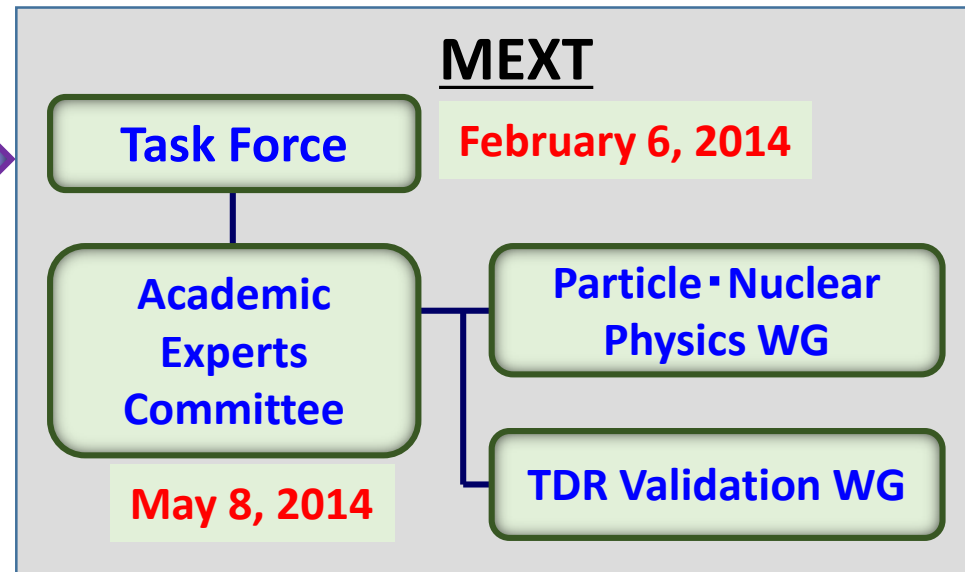 MEXT
Task Force
February 6, 2014
Academic
Experts
Committee
May 8, 2014
Particle・Nuclear
Physics WG
TDR Validation WG